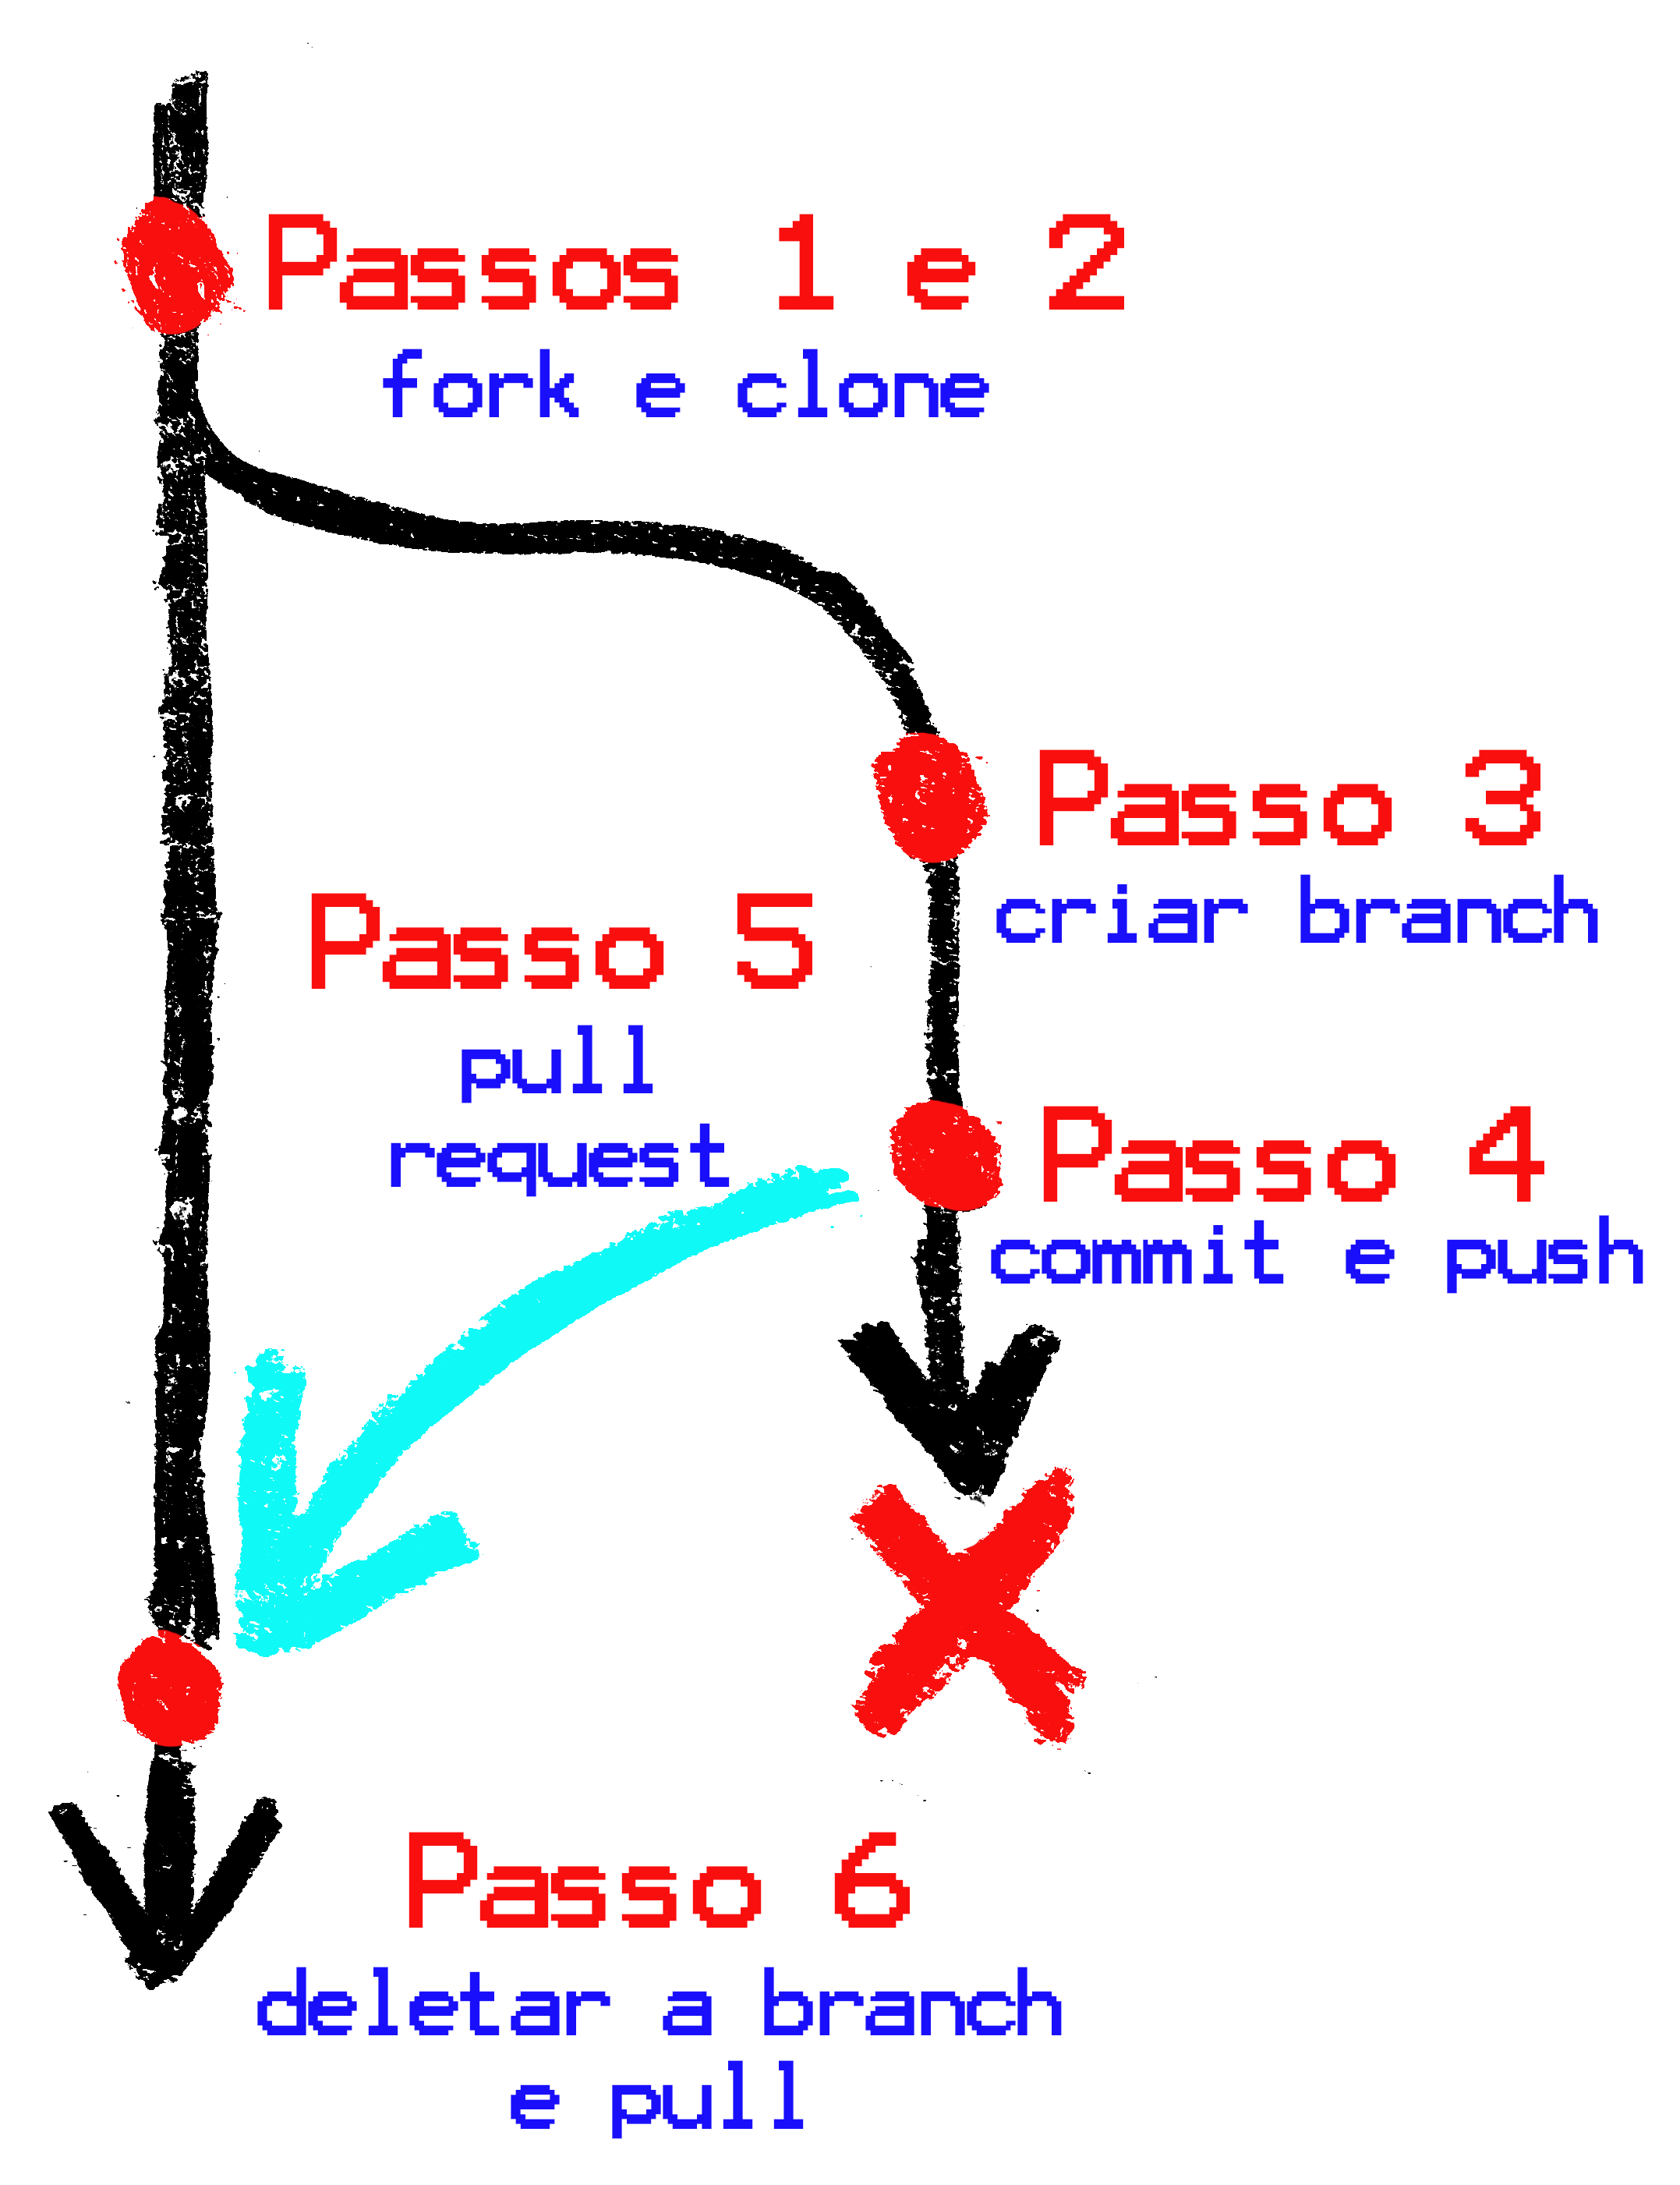 Passos 1 e 2
fork e clone
Passo 3
criar branch
Passo 5
pull
request
Passo 4
commit e push
Passo 6
deletar a branch
e pull